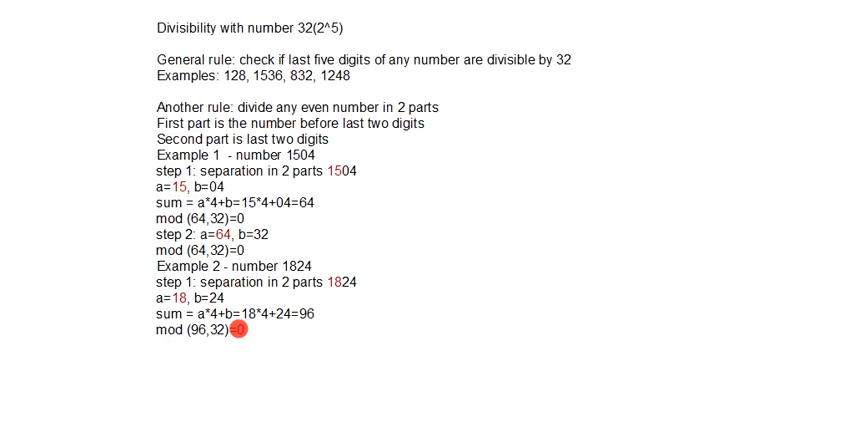 Divisibility with number 32(2^5)
General rule: check if last five digits of any number are divisible by 32
Examples: 128, 1536, 832, 1248
Another rule: divide any even number in 2 parts
First part is the number before last two digits
Second part is last two digits
Example 1 - number 1504
step 1: separation in 2 parts 1504
a=15, b=04
sum = a*4+b=15*4+04=64
mod (64,32)=0
step 2: a=64, b=32
mod (64,32)=0
Example 2 - number 1824
step 1: separation in 2 parts 1824
a=18, b=24
sum = a*4+b=18*4+24=96
mod (96,32)=0